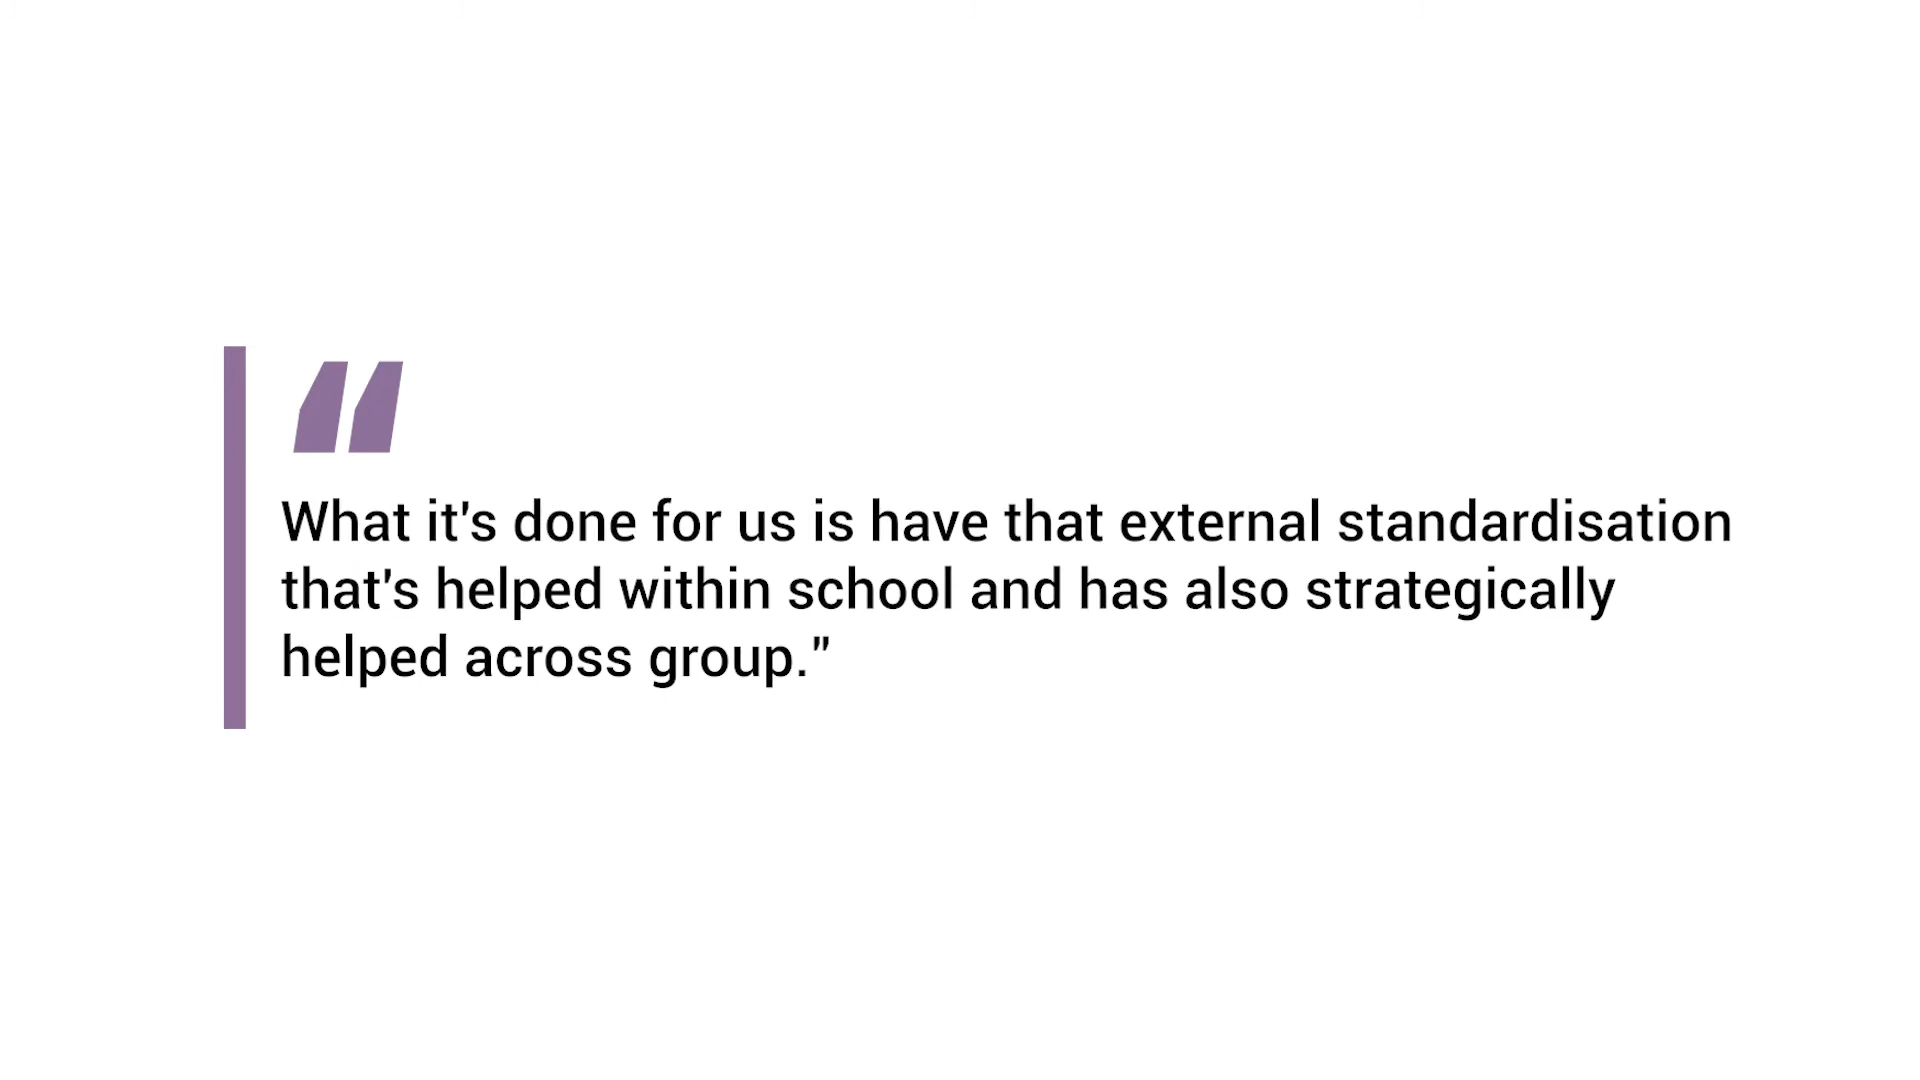 “
What it's done for us is have that external standardisation
that's helped within school and has also strategically
helped across group."